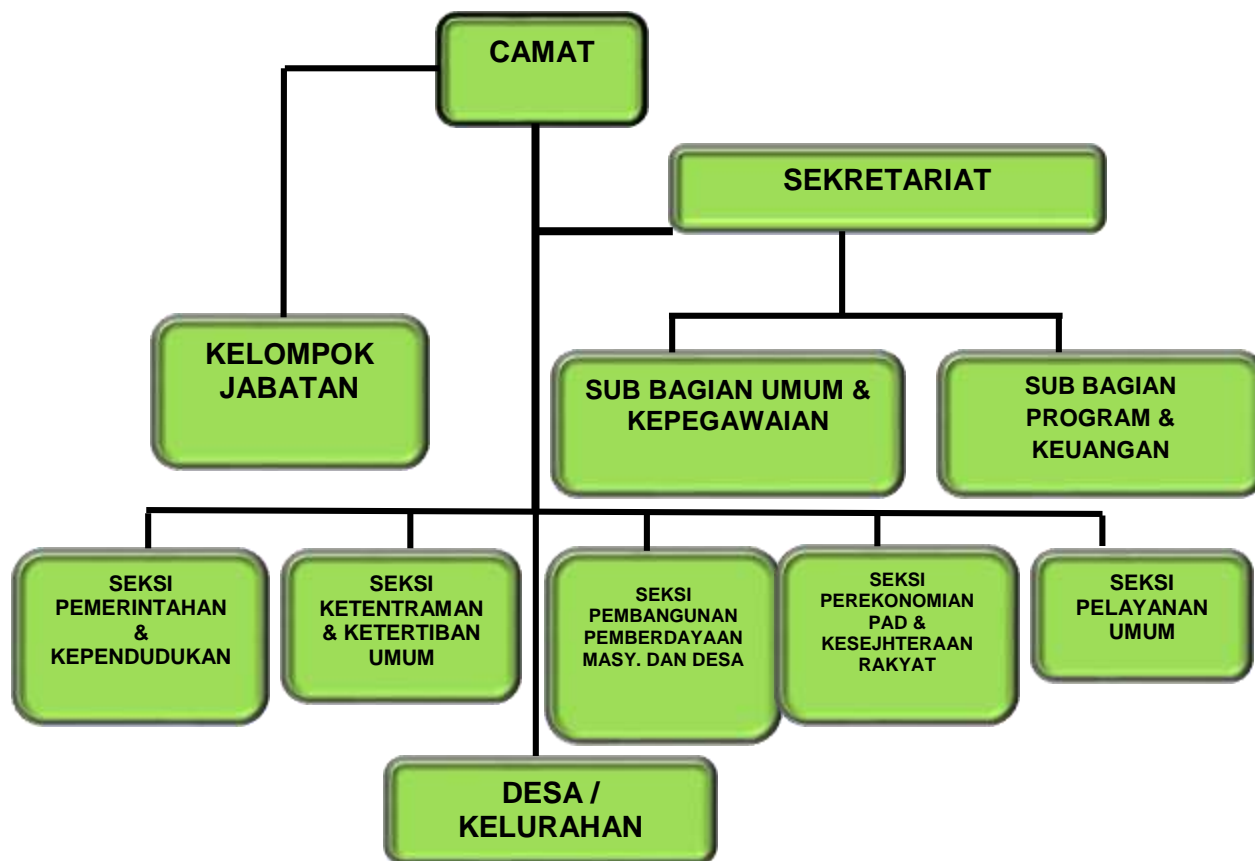 CAMAT
SEKRETARIAT
KELOMPOK
JABATAN
SUB BAGIAN UMUM &
KEPEGAWAIAN
SUB BAGIAN
PROGRAM &
KEUANGAN
SEKSI
PEMERINTAHAN
&
KEPENDUDUKAN
SEKSI
KETENTRAMAN
& KETERTIBAN
UMUM
SEKSI
PEMBANGUNAN
PEMBERDAYAAN
MASY. DAN DESA
SEKSI
PEREKONOMIAN
PAD &
KESEJHTERAAN
RAKYAT
SEKSI
PELAYANAN
UMUM
DESA /
KELURAHAN